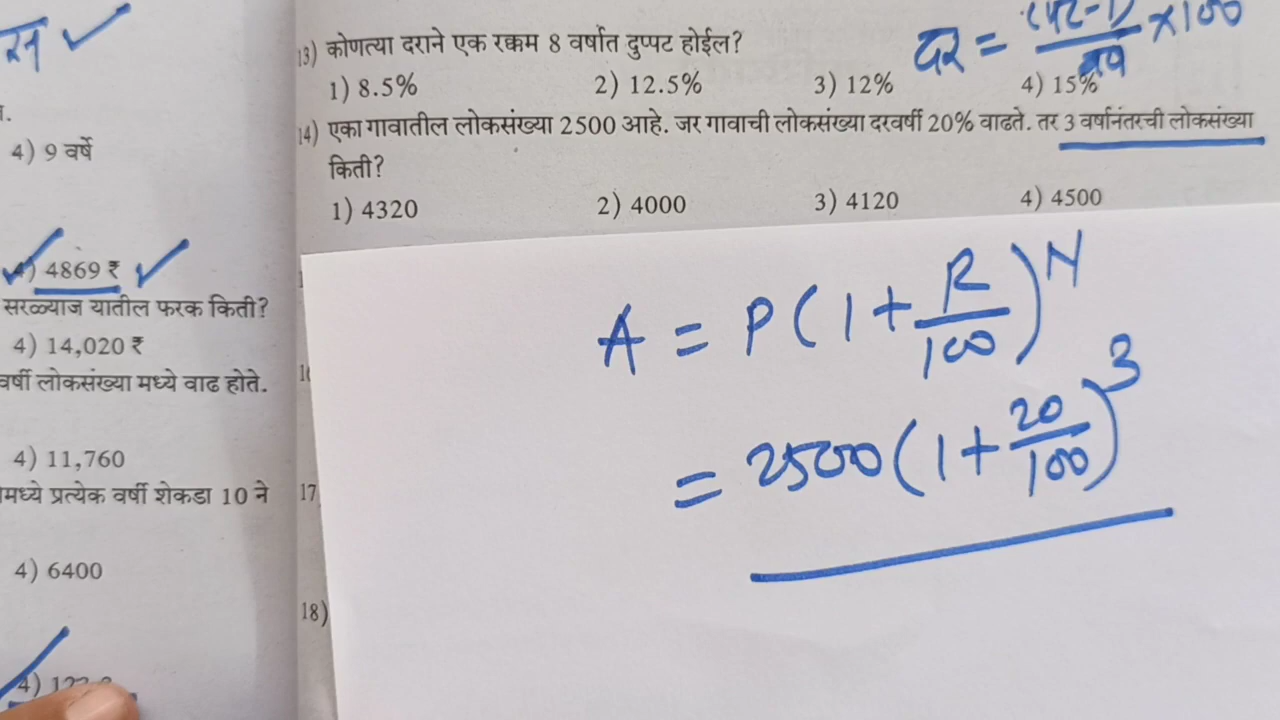 .
4) 9 वर्षे
4) 4869 ₹
सरळव्याज यातील फरक किती?
4) 14,020 ₹
वर्षी लोकसंख्या मध्ये वाढ होते.
4) 11,760
मध्ये प्रत्येक वर्षी शेकडा 10 ने
4) 6400
4)
13) कोणत्या दराने एक रक्कम 8 वर्षात दुप्पट होईल?
दर = × 100
1) 8.5% 2) 12.5% 3) 12% 4) 15%
14) एका गावातील लोकसंख्या 2500 आहे. जर गावाची लोकसंख्या दरवर्षी 20% वाढते. तर 3 वर्षानंतरची लोकसंख्या
किती?
1) 4320 2) 4000 3) 4120 4) 4500
A = P(1+R/100)^N
= 2500(1+20/100)^3
17
18)